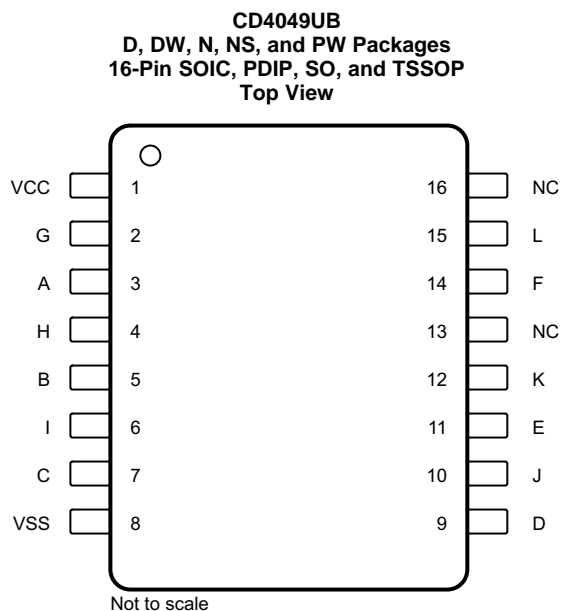 CD4049UB
D, DW, N, NS, and PW Packages
16-Pin SOIC, PDIP, SO, and TSSOP
Top View
VCC 1 16 NC
G 2 15 L
A 3 14 F
H 4 13 NC
B 5 12 K
I 6 11 E
C 7 10 J
VSS 8 9 D
Not to scale